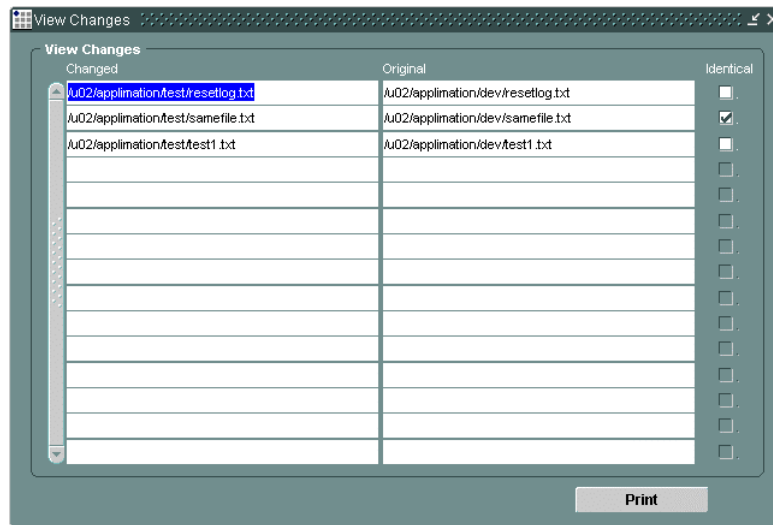 View Changes
View Changes
Changed Original Identical
/u02/applimation/test/resetlog.txt /u02/applimation/dev/resetlog.txt
/u02/applimation/test/samefile.txt /u02/applimation/dev/samefile.txt
/u02/applimation/test/test1.txt /u02/applimation/dev/test1.txt
Print